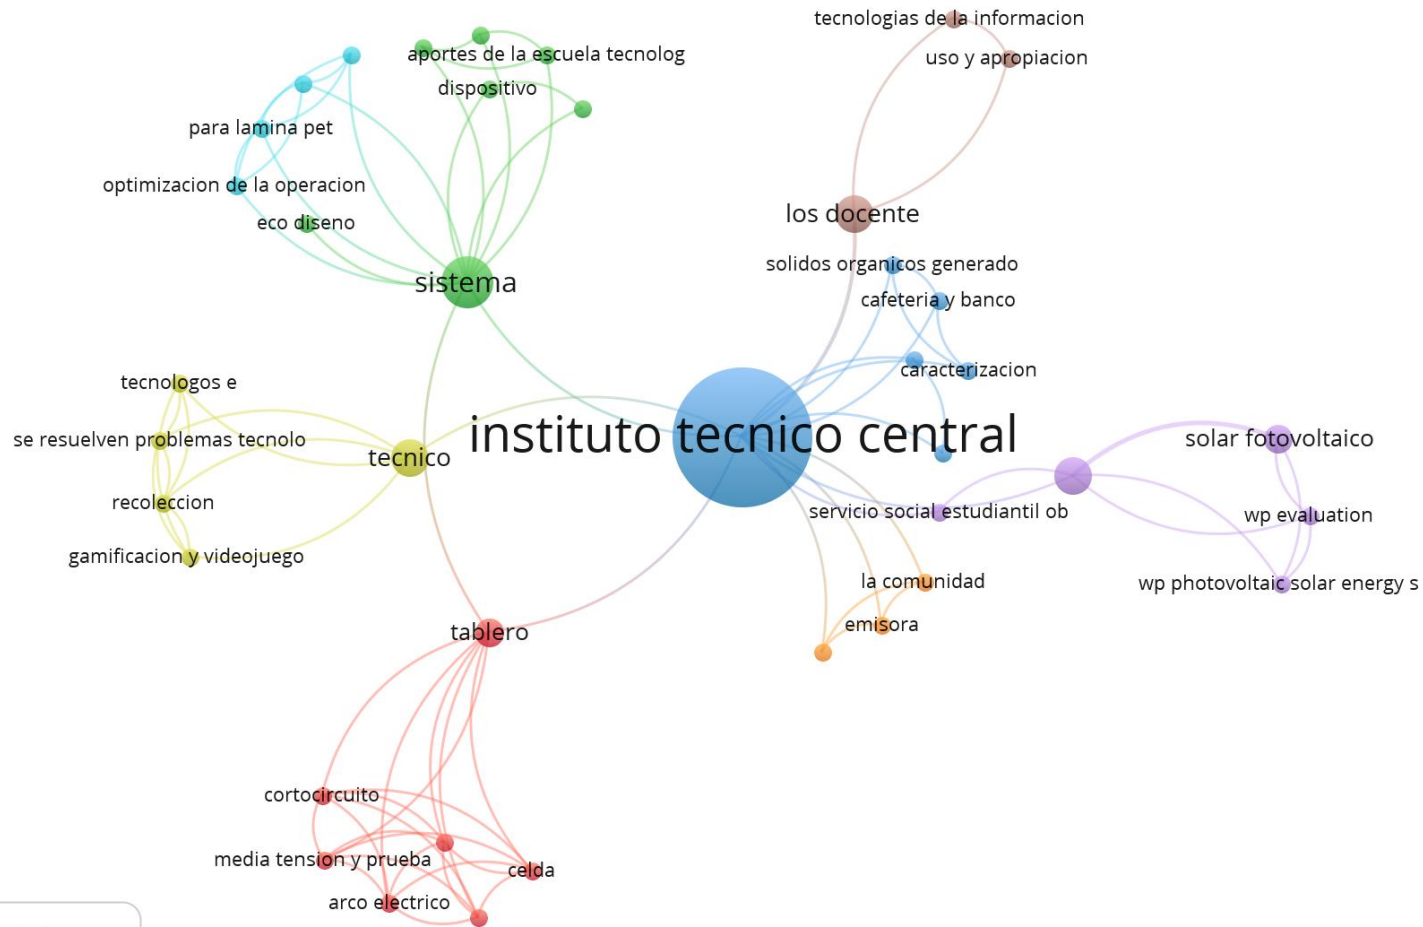 tecnologias de la informacion
aportes de la escuela tecnolog
uso y apropiacion
dispositivo
para lamina pet
optimizacion de la operacion
eco diseno
los docente
solidos organicos generado
sistema
cafeteria y banco
caracterizacion
tecnologos e
instituto tecnico central
se resuelven problemas tecnolo
solar fotovoltaico
tecnico
recoleccion
servicio social estudiantil ob
wp evaluation
gamificacion y videojuego
la comunidad
wp photovoltaic solar energy s
emisora
tablero
cortocircuito
media tension y prueba
celda
arco electrico